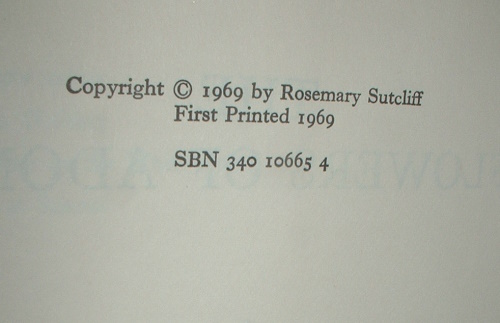 Copyright © 1969 by Rosemary Sutcliff
First Printed 1969
SBN 340 10665 4